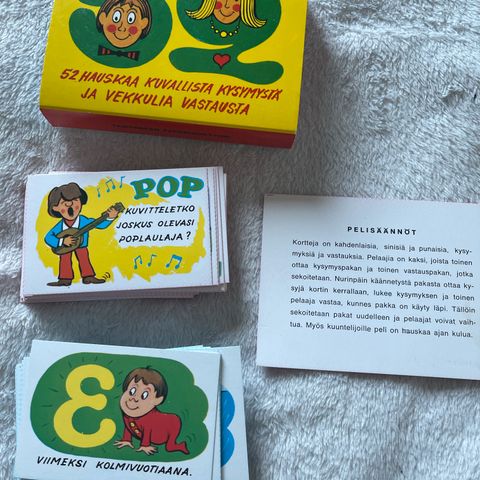 52
52 HAUSKAA KUVALLISTA KYSYMYSTÄ
JA VEKKULIA VASTAUSTA
POP
KUVITTELETKO
JOSKUS OLEVASI
POPLAULAJA?
PELISÄÄNNÖT
Kortteja on kahdenlaisia, sinisiä ja punaisia, kysy-
myksiä ja vastauksia. Pelaajia on kaksi, joista toinen
ottaa kysymyspakan ja toinen vastauspakan, jotka
sekoitetaan. Nurinpäin käännetystä pakasta ottaa ky-
syjä kortin kerrallaan, lukee kysymyksen ja toinen
pelaaja vastaa, kunnes pakka on käyty läpi. Tällöin
sekoitetaan pakat uudelleen ja pelaajat voivat vaih-
tua. Myös kuuntelijoille peli on hauskaa ajan kulua.
3
VIIMEKSI KOLMIVUOTIAANA.